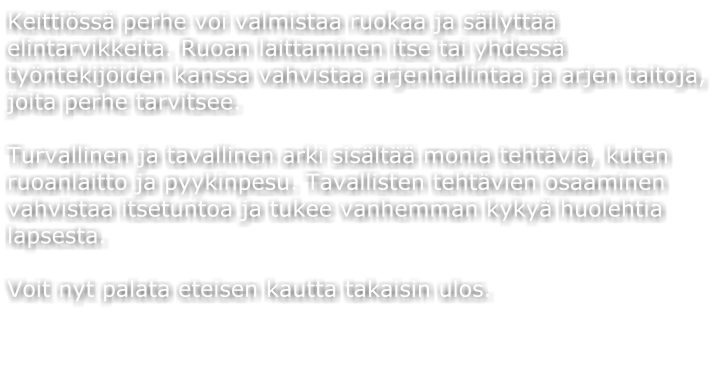 Keittiössä perhe voi valmistaa ruokaa ja säilyttää
elintarvikkeita. Ruoan laittaminen itse tai yhdessä
työntekijöiden kanssa vahvistaa arjenhallintaa ja arjen taitoja,
joita perhe tarvitsee.
Turvallinen ja tavallinen arki sisältää monia tehtäviä, kuten
ruoanlaitto ja pyykinpesu. Tavallisten tehtävien osaaminen
vahvistaa itsetuntoa ja tukee vanhemman kykyä huolehtia
lapsesta.
Voit nyt palata eteisen kautta takaisin ulos.